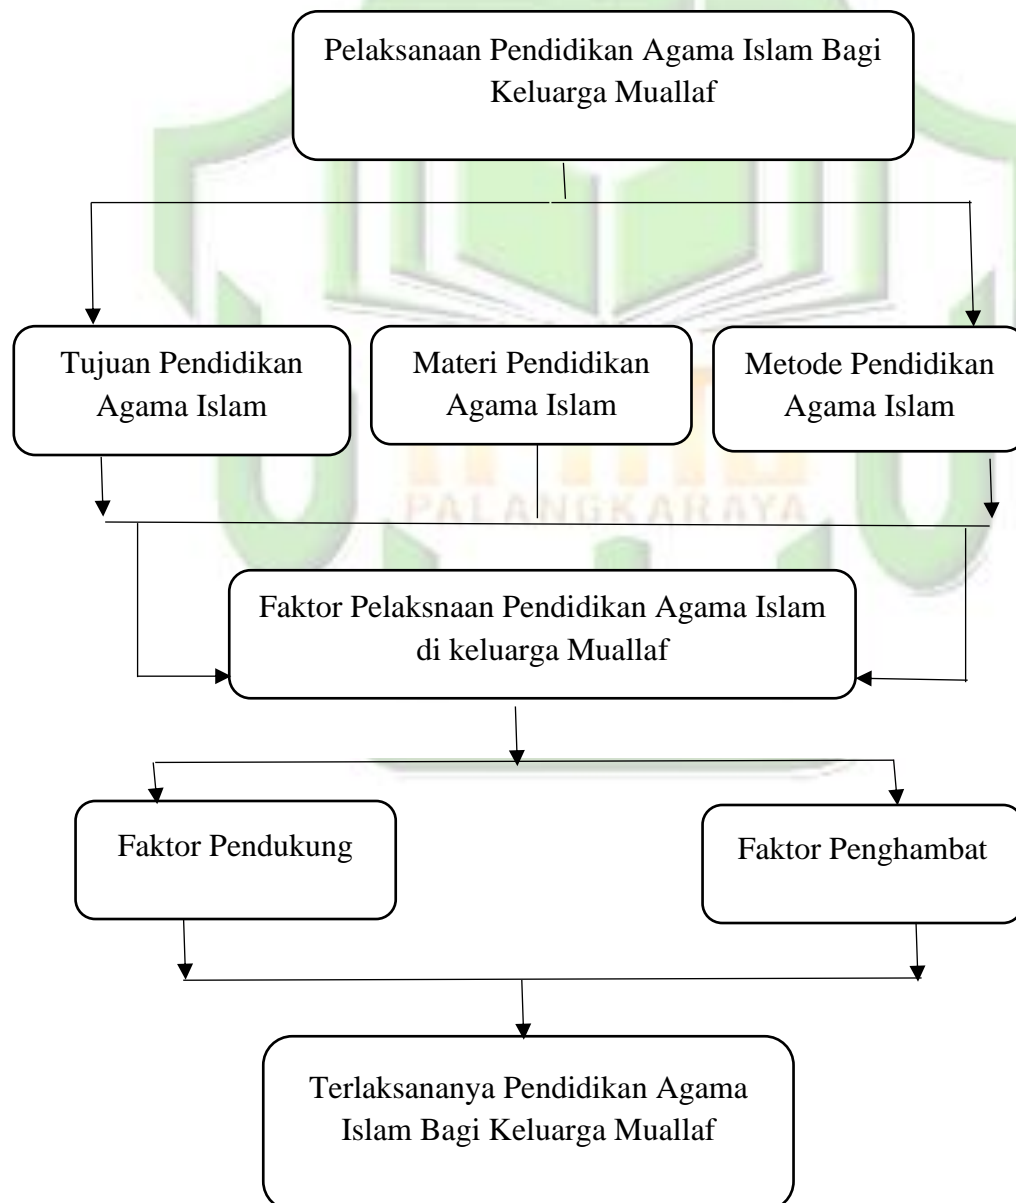 Pelaksanaan Pendidikan Agama Islam Bagi
Keluarga Muallaf
Tujuan Pendidikan
Agama Islam
Materi Pendidikan
Agama Islam
Metode Pendidikan
Agama Islam
PALANGKARAYA
Faktor Pelaksnaan Pendidikan Agama Islam
di keluarga Muallaf
Faktor Pendukung
Faktor Penghambat
Terlaksananya Pendidikan Agama
Islam Bagi Keluarga Muallaf